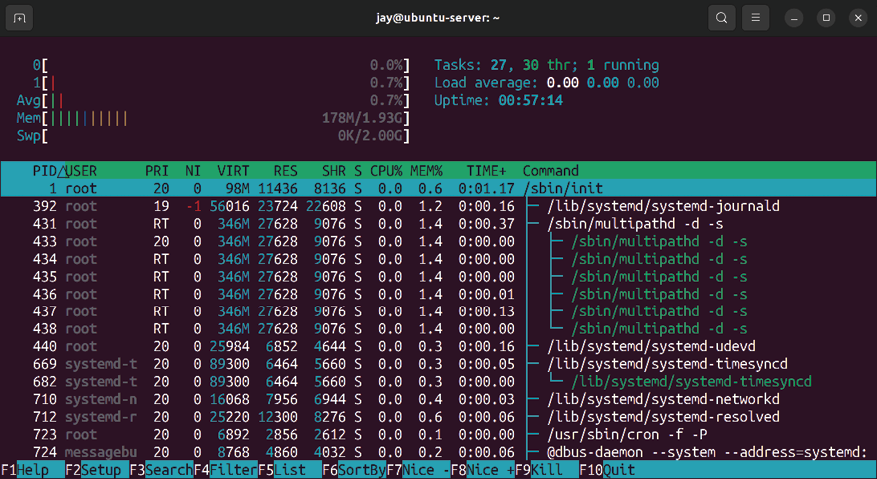 jay@ubuntu-server: ~
0[ 0.0%] Tasks: 27, 30 thr; 1 running
1[| 0.7%] Load average: 0.00 0.00 0.00
Avg[|| 0.7%] Uptime: 00:57:14
Mem[|||||||||| 178M/1.93G]
Swp[ 0K/2.00G]
PID△USER PRI NI VIRT RES SHR S CPU% MEM% TIME+ Command
1 root 20 0 98M 11436 8136 S 0.0 0.6 0:01.17 /sbin/init
392 root 19 -1 56016 23724 22608 S 0.0 1.2 0:00.16 ├─ /lib/systemd/systemd-journald
431 root RT 0 346M 27628 9076 S 0.0 1.4 0:00.37 ├─ /sbin/multipathd -d -s
433 root 20 0 346M 27628 9076 S 0.0 1.4 0:00.00 │ ├─ /sbin/multipathd -d -s
434 root RT 0 346M 27628 9076 S 0.0 1.4 0:00.00 │ ├─ /sbin/multipathd -d -s
435 root RT 0 346M 27628 9076 S 0.0 1.4 0:00.00 │ ├─ /sbin/multipathd -d -s
436 root RT 0 346M 27628 9076 S 0.0 1.4 0:00.01 │ ├─ /sbin/multipathd -d -s
437 root RT 0 346M 27628 9076 S 0.0 1.4 0:00.13 │ ├─ /sbin/multipathd -d -s
438 root RT 0 346M 27628 9076 S 0.0 1.4 0:00.00 │ └─ /sbin/multipathd -d -s
440 root 20 0 25984 6852 4644 S 0.0 0.3 0:00.16 ├─ /lib/systemd/systemd-udevd
669 systemd-t 20 0 89300 6464 5660 S 0.0 0.3 0:00.05 ├─ /lib/systemd/systemd-timesyncd
682 systemd-t 20 0 89300 6464 5660 S 0.0 0.3 0:00.00 │ └─ /lib/systemd/systemd-timesyncd
710 systemd-n 20 0 16068 7956 6944 S 0.0 0.4 0:00.03 ├─ /lib/systemd/systemd-networkd
712 systemd-r 20 0 25220 12300 8276 S 0.0 0.6 0:00.06 ├─ /lib/systemd/systemd-resolved
723 root 20 0 6892 2856 2612 S 0.0 0.1 0:00.00 ├─ /usr/sbin/cron -f -P
724 messagebu 20 0 8768 4860 4032 S 0.0 0.2 0:00.06 ├─ @dbus-daemon --system --address=systemd:
F1Help F2Setup F3SearchF4FilterF5List F6SortByF7Nice -F8Nice +F9Kill F10Quit